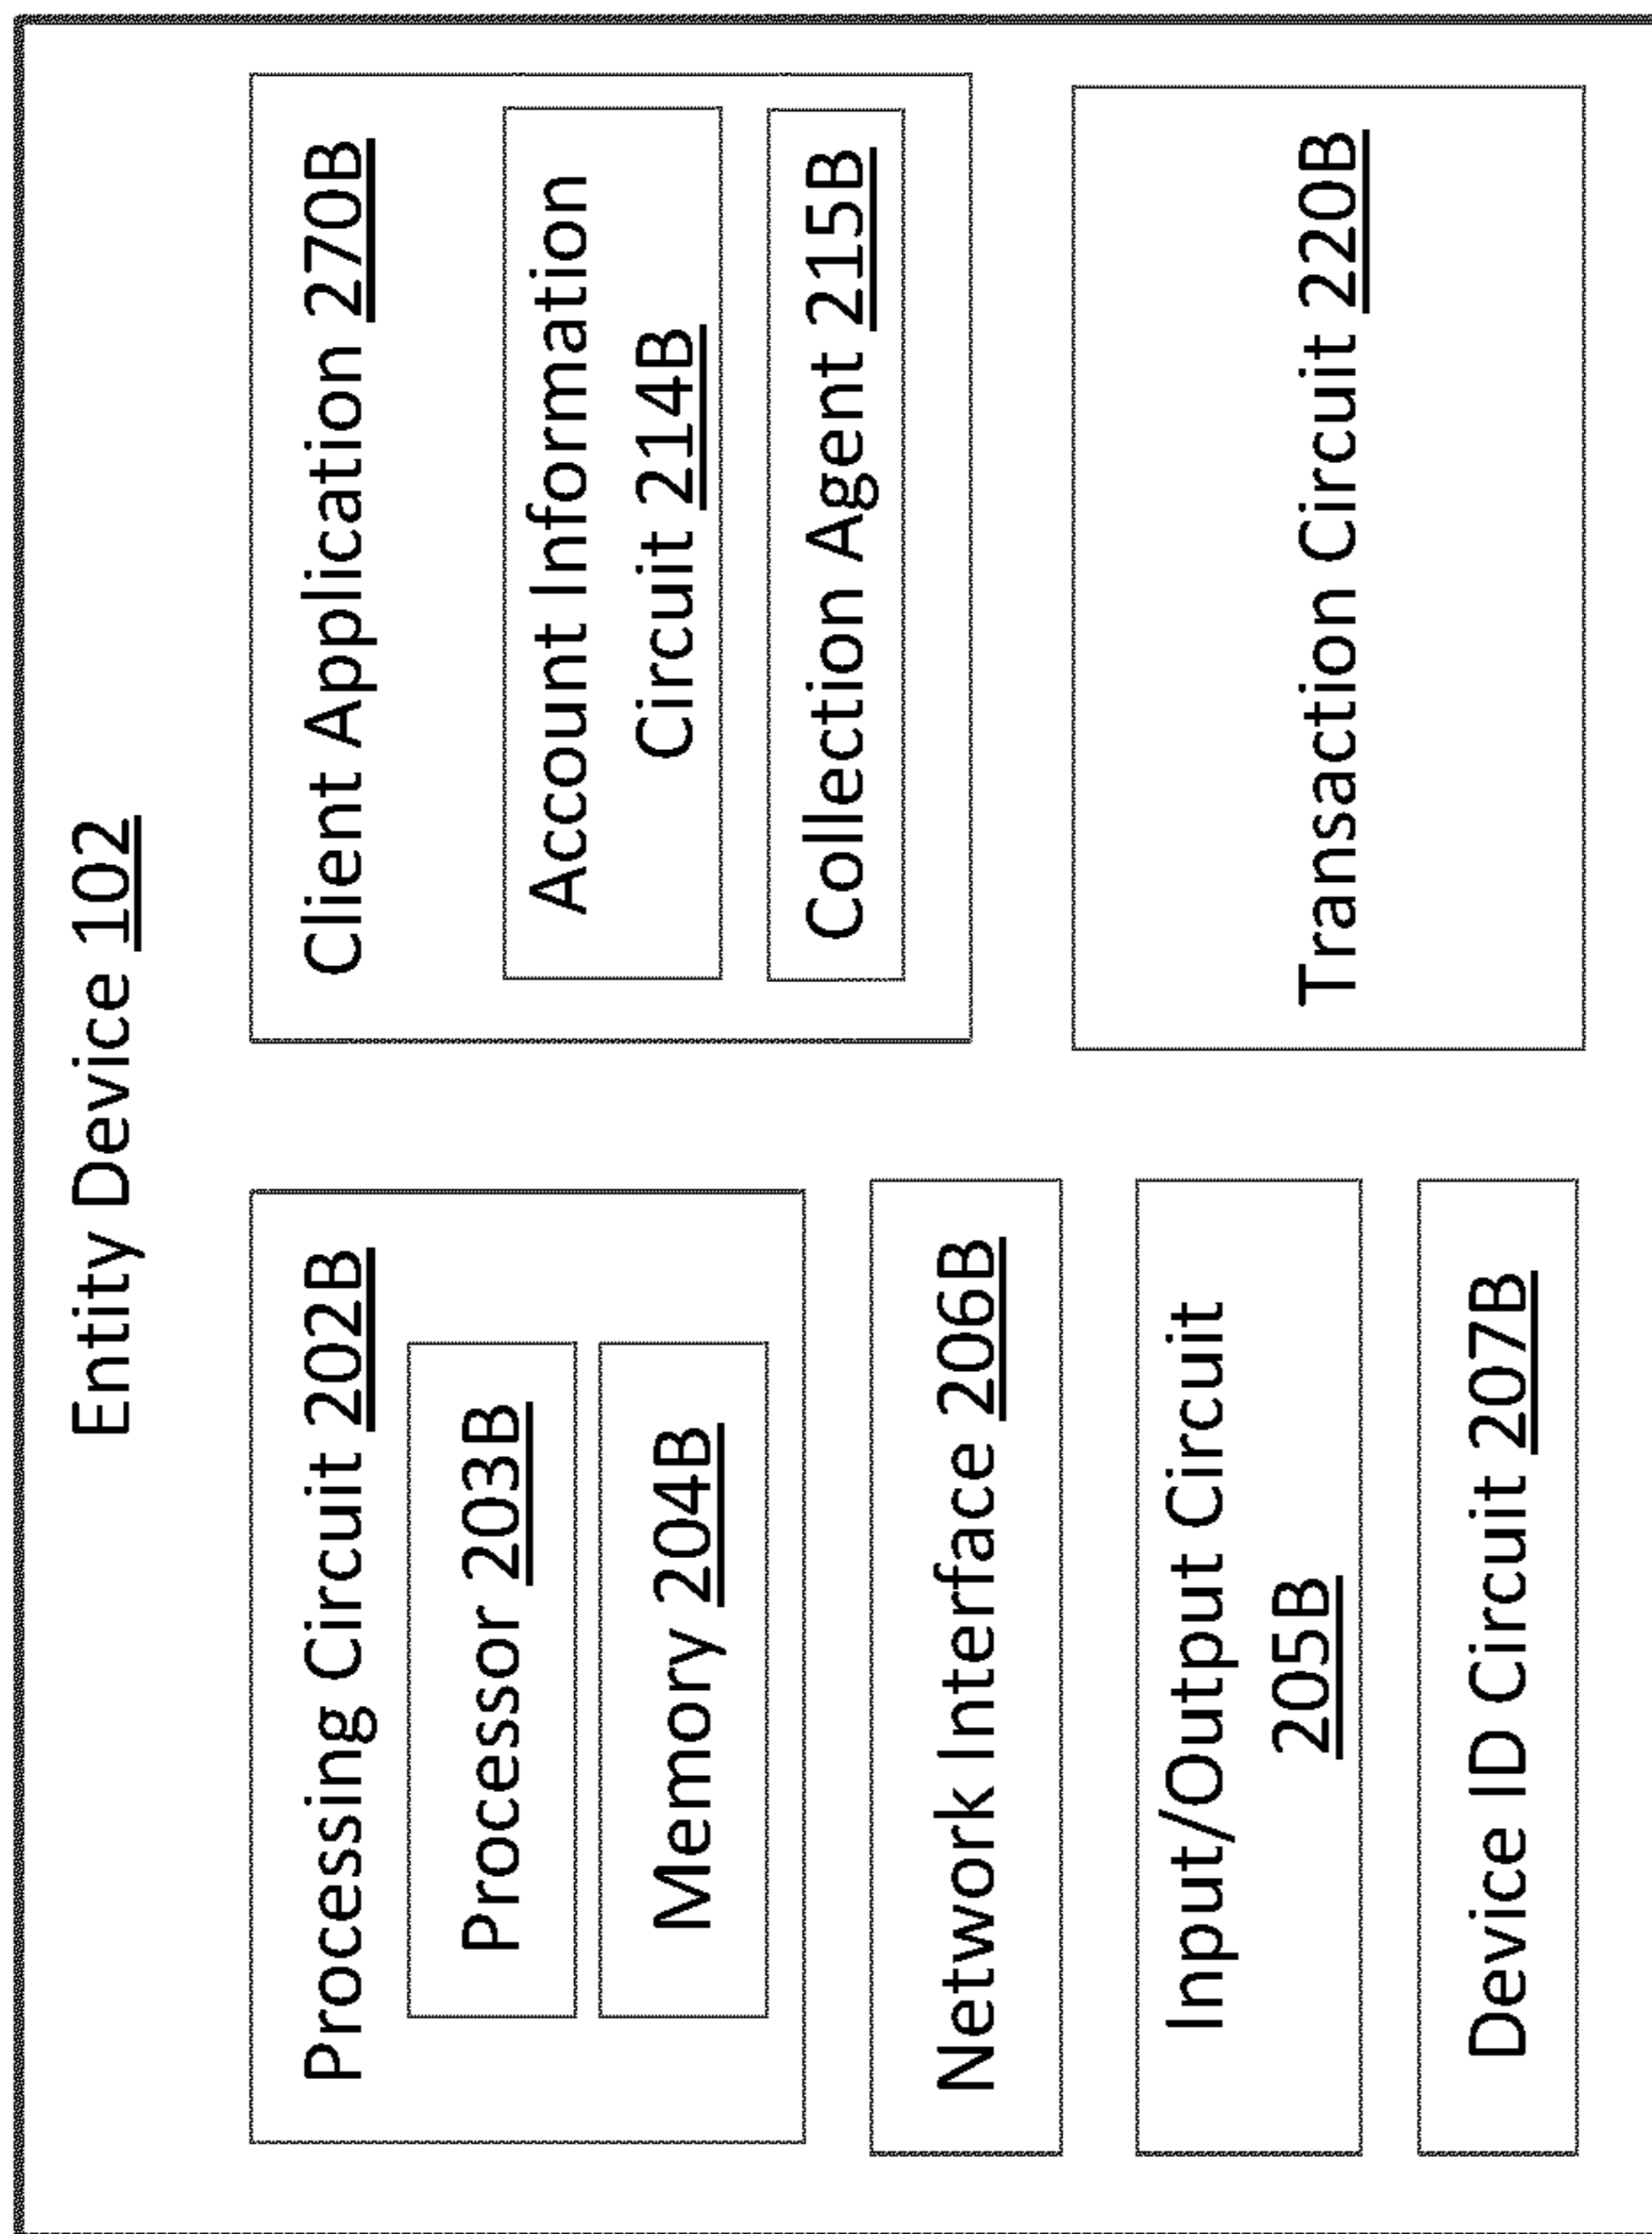 Entity Device 102
Processing Circuit 202B
Processor 203B
Memory 204B
Network Interface 206B
Input/Output Circuit
205B
Device ID Circuit 207B
Client Application 270B
Account Information
Circuit 214B
Collection Agent 215B
Transaction Circuit 220B